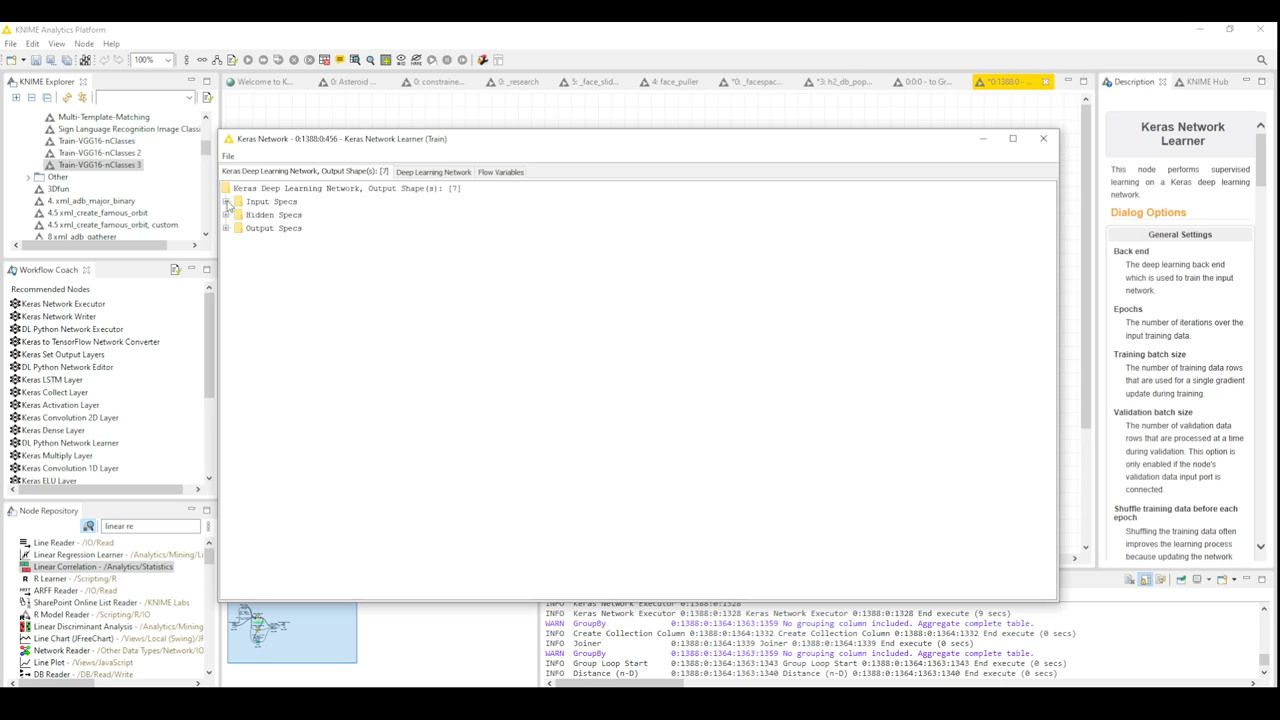 KNIME Analytics Platform
File Edit View Node Help
100%
KNIME Explorer
Multi-Template-Matching
Sign Language Recognition Image Classi
Train-VGG16-nClasses
Train-VGG16-nClasses 2
Train-VGG16-nClasses 3
Other
3Dfun
4. xml_adb_major_binary
4.5 xml_create_famous_orbit
4.5 xml_create_famous_orbit, custom
8 xml_adb_gatherer
Workflow Coach
Recommended Nodes
Keras Network Executor
Keras Network Writer
DL Python Network Executor
Keras to TensorFlow Network Converter
Keras Set Output Layers
DL Python Network Editor
Keras LSTM Layer
Keras Collect Layer
Keras Activation Layer
Keras Convolution 2D Layer
Keras Dense Layer
DL Python Network Learner
Keras Multiply Layer
Keras Convolution 1D Layer
Keras ELU Layer
Node Repository
linear re
Line Reader - /IO/Read
Linear Regression Learner - /Analytics/Mining/Li
Linear Correlation - /Analytics/Statistics
R Learner - /Scripting/R
ARFF Reader - /IO/Read
SharePoint Online List Reader - /KNIME Labs
R Model Reader - /Scripting/R/IO
Linear Discriminant Analysis - /Analytics/Mining
Line Chart (JFreeChart) - /Views/Local (Swing)/JF
Network Reader - /Other Data Types/Network/IO
Line Plot - /Views/JavaScript
DB Reader - /DB/Read/Write
Welcome to K... 0: Asteroid ... 0: constraine... 0: _research 5: _face_slid... 4: face_puller *0: _facespac... *3: h2_db_pop... 0:0:0 - to Gr... *0:1388:0 - ...
Keras Network - 0:1388:0:456 - Keras Network Learner (Train)
File
Keras Deep Learning Network, Output Shape(s): [7] Deep Learning Network Flow Variables
Keras Deep Learning Network, Output Shape(s): [7]
Input Specs
Hidden Specs
Output Specs
INFO Keras Network Executor 0:1388:0:1328
INFO Keras Network Executor 0:1388:0:1328 Keras Network Executor 0:1388:0:1328 End execute (9 secs)
WARN GroupBy 0:1388:0:1364:1363:1359 No grouping column included. Aggregate complete table.
INFO Create Collection Column 0:1388:0:1364:1332 Create Collection Column 0:1388:0:1364:1332 End execute (0 secs)
INFO Joiner 0:1388:0:1364:1339 Joiner 0:1388:0:1364:1339 End execute (0 secs)
WARN GroupBy 0:1388:0:1364:1363:1359 No grouping column included. Aggregate complete table.
INFO Group Loop Start 0:1388:0:1364:1363:1343 Group Loop Start 0:1388:0:1364:1363:1343 End execute (0 secs)
INFO Distance (n-D) 0:1388:0:1364:1363:1340 Distance (n-D) 0:1388:0:1364:1363:1340 End execute (0 secs)
Description KNIME Hub
Keras Network
Learner
This node performs supervised
learning on a Keras deep learning
network.
Dialog Options
General Settings
Back end
The deep learning back end
which is used to train the input
network.
Epochs
The number of iterations over the
input training data.
Training batch size
The number of training data rows
that are used for a single gradient
update during training.
Validation batch size
The number of validation data
rows that are processed at a time
during validation. This option is
only enabled if the node's
validation data input port is
connected.
Shuffle training data before each
epoch
Shuffling the training data often
improves the learning process
because updating the network